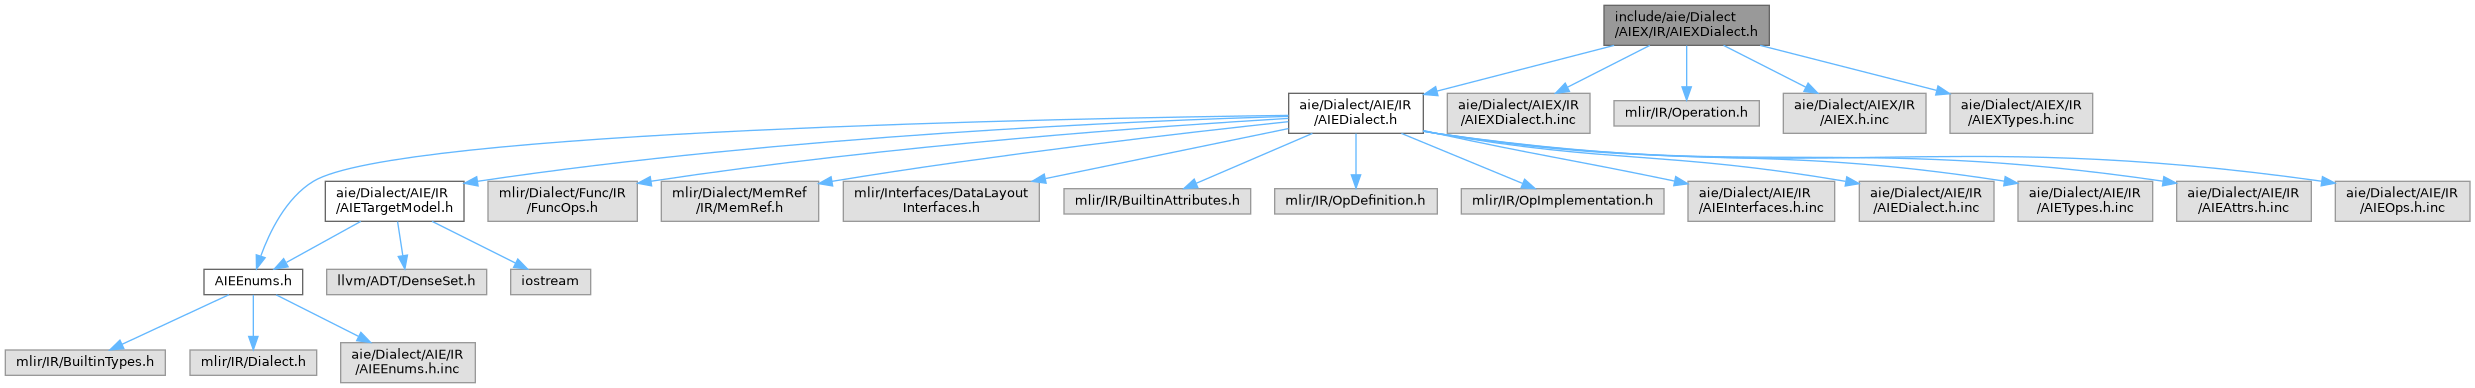 include/aie/Dialect
/AIEX/IR/AIEXDialect.h
aie/Dialect/AIE/IR
/AIEDialect.h
aie/Dialect/AIEX/IR
/AIEXDialect.h.inc
mlir/IR/Operation.h
aie/Dialect/AIEX/IR
/AIEX.h.inc
aie/Dialect/AIEX/IR
/AIEXTypes.h.inc
aie/Dialect/AIE/IR
/AIETargetModel.h
mlir/Dialect/Func/IR
/FuncOps.h
mlir/Dialect/MemRef
/IR/MemRef.h
mlir/Interfaces/DataLayout
Interfaces.h
mlir/IR/BuiltinAttributes.h
mlir/IR/OpDefinition.h
mlir/IR/OpImplementation.h
aie/Dialect/AIE/IR
/AIEInterfaces.h.inc
aie/Dialect/AIE/IR
/AIEDialect.h.inc
aie/Dialect/AIE/IR
/AIETypes.h.inc
aie/Dialect/AIE/IR
/AIEAttrs.h.inc
aie/Dialect/AIE/IR
/AIEOps.h.inc
AIEEnums.h
llvm/ADT/DenseSet.h
iostream
mlir/IR/BuiltinTypes.h
mlir/IR/Dialect.h
aie/Dialect/AIE/IR
/AIEEnums.h.inc